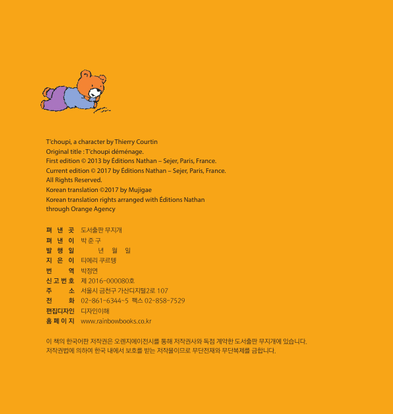 T'choupi, a character by Thierry Courtin
Original title : T'choupi déménage.
First edition © 2013 by Éditions Nathan – Sejer, Paris, France.
Current edition © 2017 by Éditions Nathan – Sejer, Paris, France.
All Rights Reserved.
Korean translation ©2017 by Mujigae
Korean translation rights arranged with Éditions Nathan
through Orange Agency
펴 낸 곳 도서출판 무지개
펴 낸 이 박 준 구
발 행 일 년 월 일
지 은 이 티에리 쿠르탱
번 역 박정연
신고번호 제 2016-000080호
주 소 서울시 금천구 가산디지털2로 107
전 화 02-861-6344~5 팩스 02-858-7529
편집디자인 디자인이해
홈페이지 www.rainbowbooks.co.kr
이 책의 한국어판 저작권은 오렌지에이전시를 통해 저작권사와 독점 계약한 도서출판 무지개에 있습니다.
저작권법에 의하여 한국 내에서 보호를 받는 저작물이므로 무단전재와 무단복제를 금합니다.